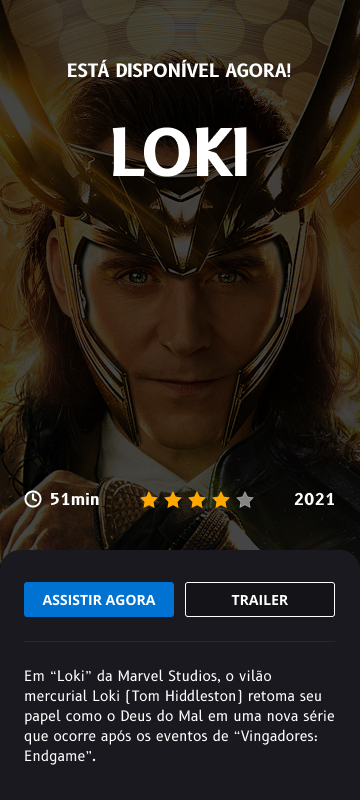 ESTÁ DISPONÍVEL AGORA!
LOKI
51min
2021
ASSISTIR AGORA
TRAILER
Em “Loki” da Marvel Studios, o vilão
mercurial Loki (Tom Hiddleston) retoma seu
papel como o Deus do Mal em uma nova série
que ocorre após os eventos de “Vingadores:
Endgame”.